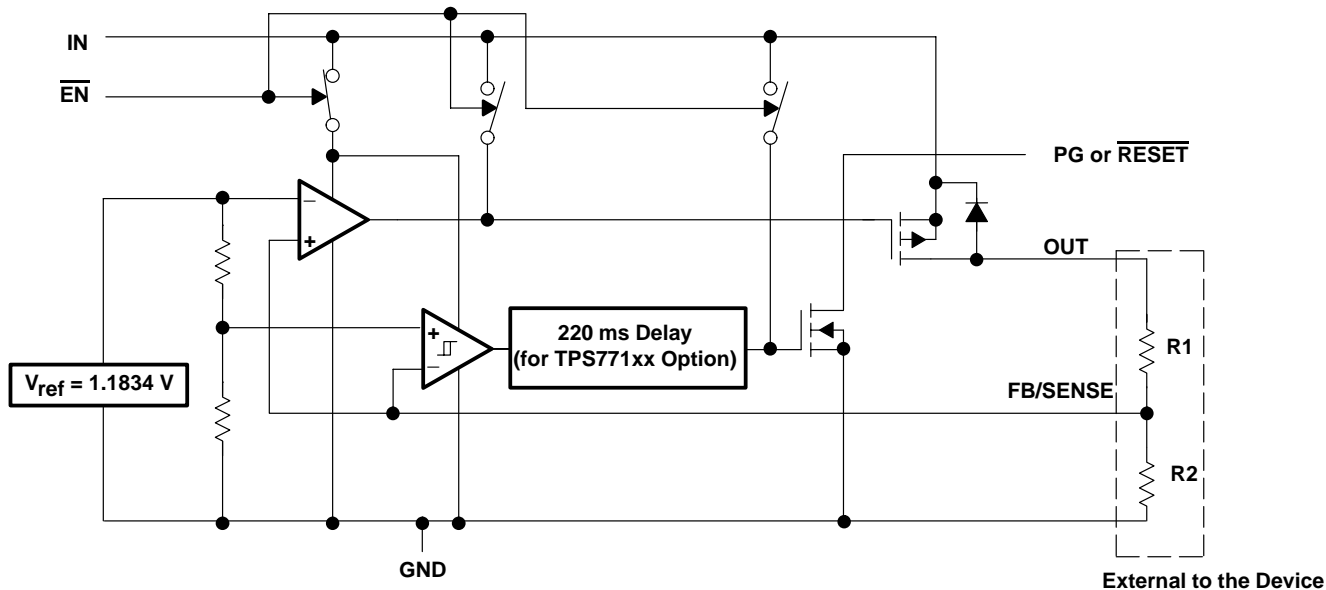 IN
EN
PG or RESET
OUT
220 ms Delay
(for TPS771xx Option)
R1
Vref = 1.1834 V
FB/SENSE
R2
GND
External to the Device
_
+
+
_